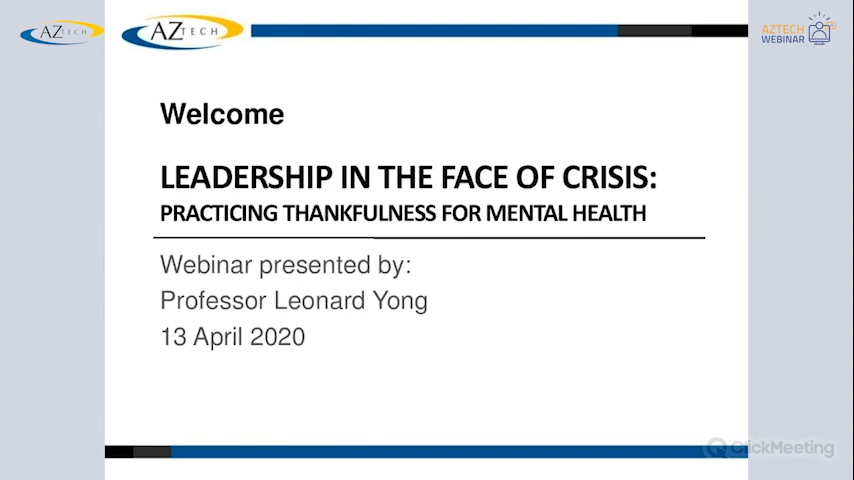 AZTECH
AZTECH
AZTECH
WEBINAR
Welcome
LEADERSHIP IN THE FACE OF CRISIS:
PRACTICING THANKFULNESS FOR MENTAL HEALTH
Webinar presented by:
Professor Leonard Yong
13 April 2020
ClickMeeting